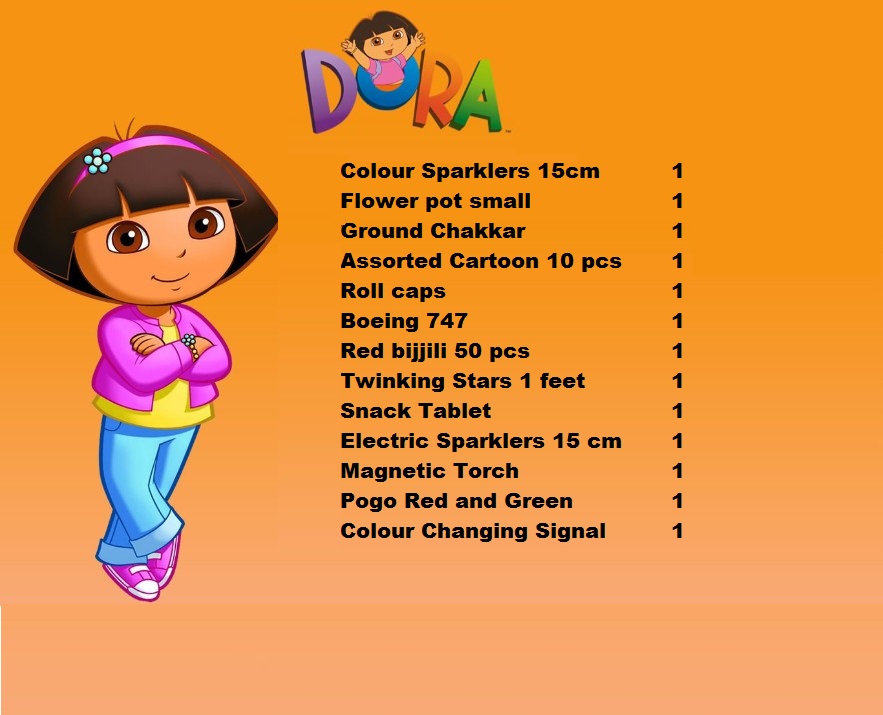 DORA
Colour Sparklers 15cm 1
Flower pot small 1
Ground Chakkar 1
Assorted Cartoon 10 pcs 1
Roll caps 1
Boeing 747 1
Red bijjili 50 pcs 1
Twinking Stars 1 feet 1
Snack Tablet 1
Electric Sparklers 15 cm 1
Magnetic Torch 1
Pogo Red and Green 1
Colour Changing Signal 1